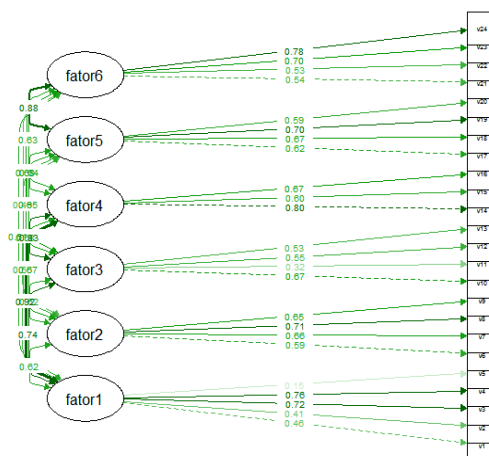 v24
0.78
v23
0.70
fator6
v22
0.53
v21
0.54
0.88
v20
0.59
v19
0.70
0.63
fator5
v18
0.67
v17
0.62
v16
0.67
fator4
v15
0.60
v14
0.80
v13
0.53
v12
0.55
fator3
v11
0.32
v10
0.67
v9
0.65
v8
0.71
fator2
v7
0.66
0.74
v6
0.59
0.62
v5
0.15
v4
0.76
fator1
v3
0.72
v2
0.41
v1
0.46